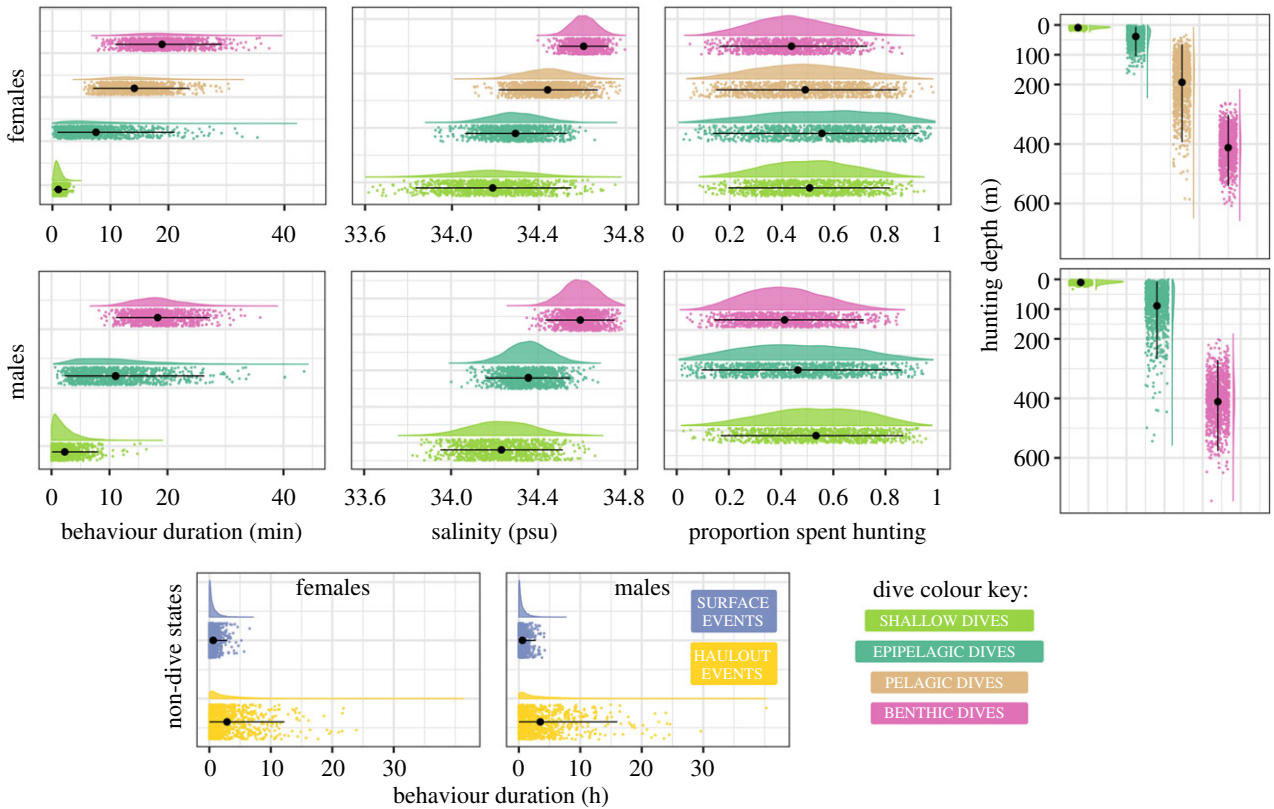 females
0 10 20 40
33.6 34.0 34.4 34.8
0 0.2 0.4 0.6 0.8 1
males
0 10 20 40
33.6 34.0 34.4 34.8
0 0.2 0.4 0.6 0.8 1
behaviour duration (min)
salinity (psu)
proportion spent hunting
hunting depth (m)
0
100
200
400
600
0
100
200
400
600
non-dive states
females
0 10 20 30
males
SURFACE
EVENTS
HAULOUT
EVENTS
0 10 20 30
behaviour duration (h)
dive colour key:
SHALLOW DIVES
EPIPELAGIC DIVES
PELAGIC DIVES
BENTHIC DIVES